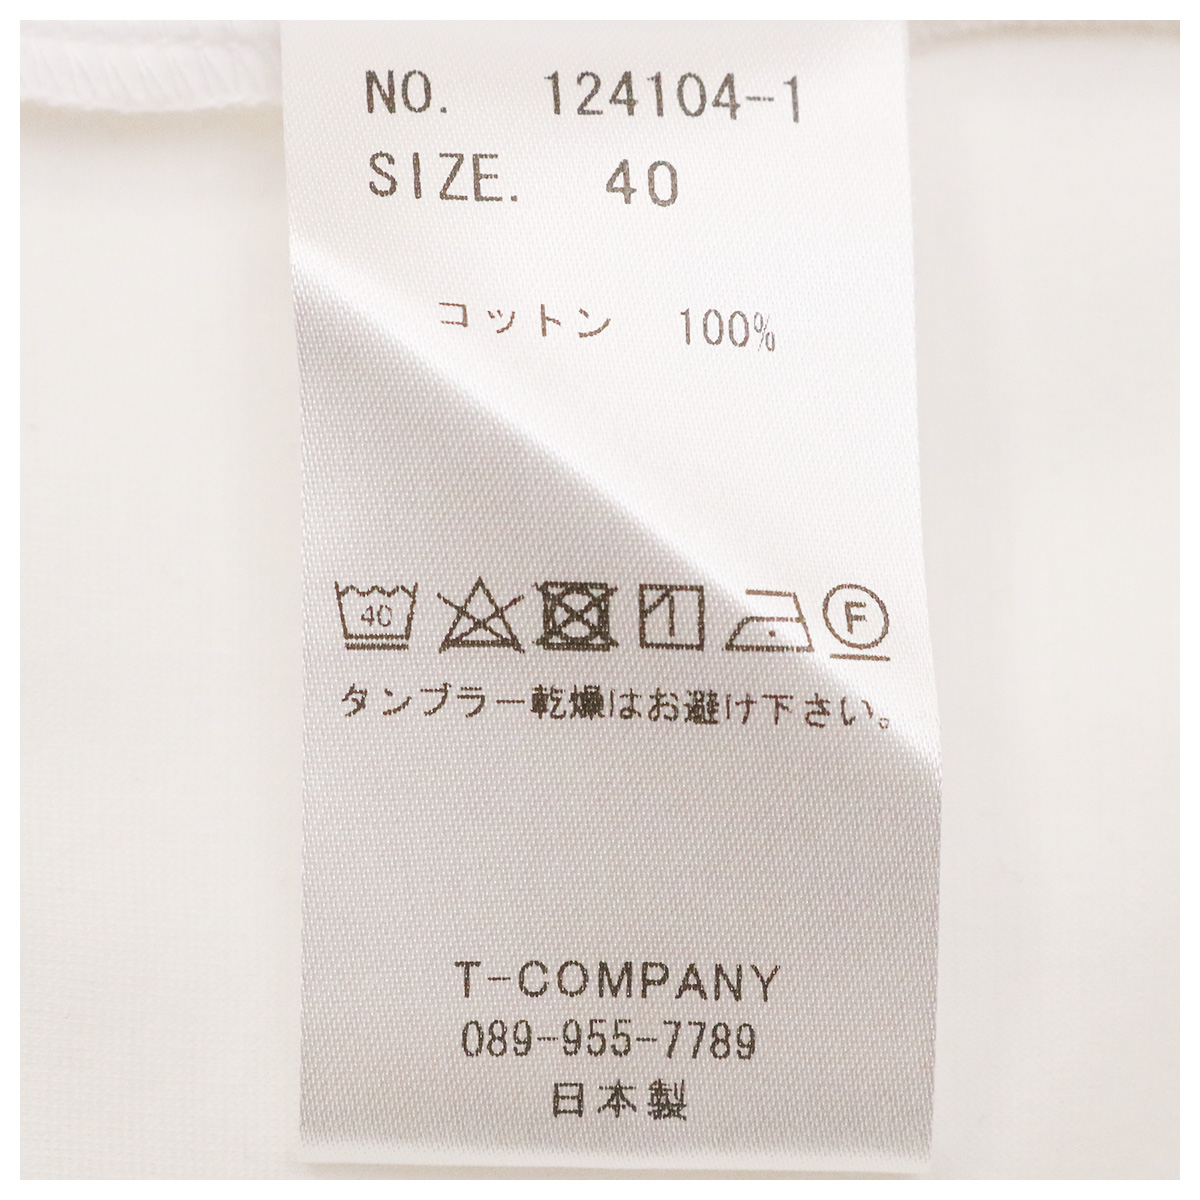 NO. 124104-1
SIZE. 40
コットン 100%
40 F
タンブラー乾燥はお避け下さい。
T-COMPANY
089-955-7789
日本製